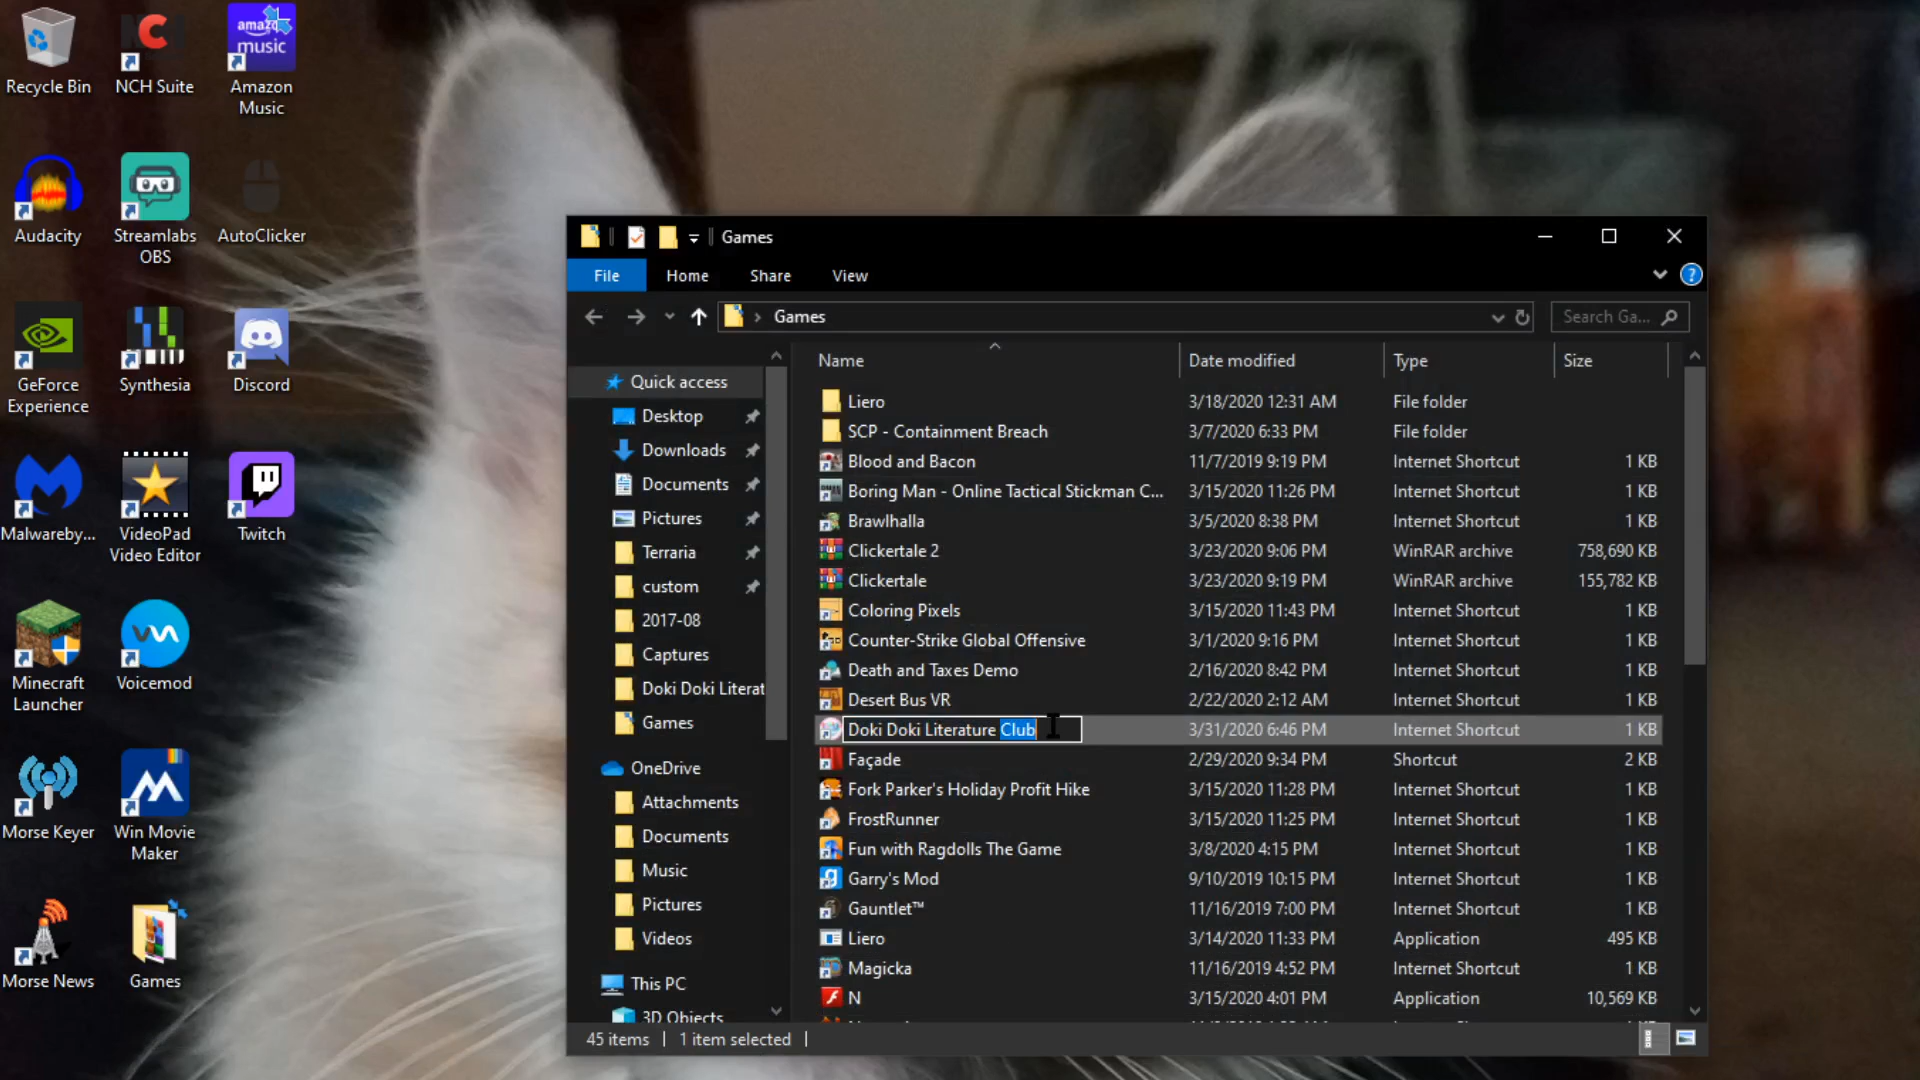 Recycle Bin
NCH Suite
amazon
music
Amazon
Music
Audacity
Streamlabs
OBS
AutoClicker
GeForce
Experience
Synthesia
Discord
Malwareby...
VideoPad
Video Editor
Twitch
Minecraft
Launcher
Voicemod
Morse Keyer
Win Movie
Maker
Morse News
Games
Games
File Home Share View
Games
Search Ga...
Name Date modified Type Size
Quick access
Desktop
Downloads
Documents
Pictures
Terraria
custom
2017-08
Captures
Doki Doki Literat
Games
OneDrive
Attachments
Documents
Music
Pictures
Videos
This PC
3D Objects
Liero 3/18/2020 12:31 AM File folder
SCP - Containment Breach 3/7/2020 6:33 PM File folder
Blood and Bacon 11/7/2019 9:19 PM Internet Shortcut 1 KB
Boring Man - Online Tactical Stickman C... 3/15/2020 11:26 PM Internet Shortcut 1 KB
Brawlhalla 3/5/2020 8:38 PM Internet Shortcut 1 KB
Clickertale 2 3/23/2020 9:06 PM WinRAR archive 758,690 KB
Clickertale 3/23/2020 9:19 PM WinRAR archive 155,782 KB
Coloring Pixels 3/15/2020 11:43 PM Internet Shortcut 1 KB
Counter-Strike Global Offensive 3/1/2020 9:16 PM Internet Shortcut 1 KB
Death and Taxes Demo 2/16/2020 8:42 PM Internet Shortcut 1 KB
Desert Bus VR 2/22/2020 2:12 AM Internet Shortcut 1 KB
Doki Doki Literature Club 3/31/2020 6:46 PM Internet Shortcut 1 KB
Façade 2/29/2020 9:34 PM Shortcut 2 KB
Fork Parker's Holiday Profit Hike 3/15/2020 11:28 PM Internet Shortcut 1 KB
FrostRunner 3/15/2020 11:25 PM Internet Shortcut 1 KB
Fun with Ragdolls The Game 3/8/2020 4:15 PM Internet Shortcut 1 KB
Garry's Mod 9/10/2019 10:15 PM Internet Shortcut 1 KB
Gauntlet™ 11/16/2019 7:00 PM Internet Shortcut 1 KB
Liero 3/14/2020 11:33 PM Application 495 KB
Magicka 11/16/2019 4:52 PM Internet Shortcut 1 KB
N 3/15/2020 4:01 PM Application 10,569 KB
45 items 1 item selected